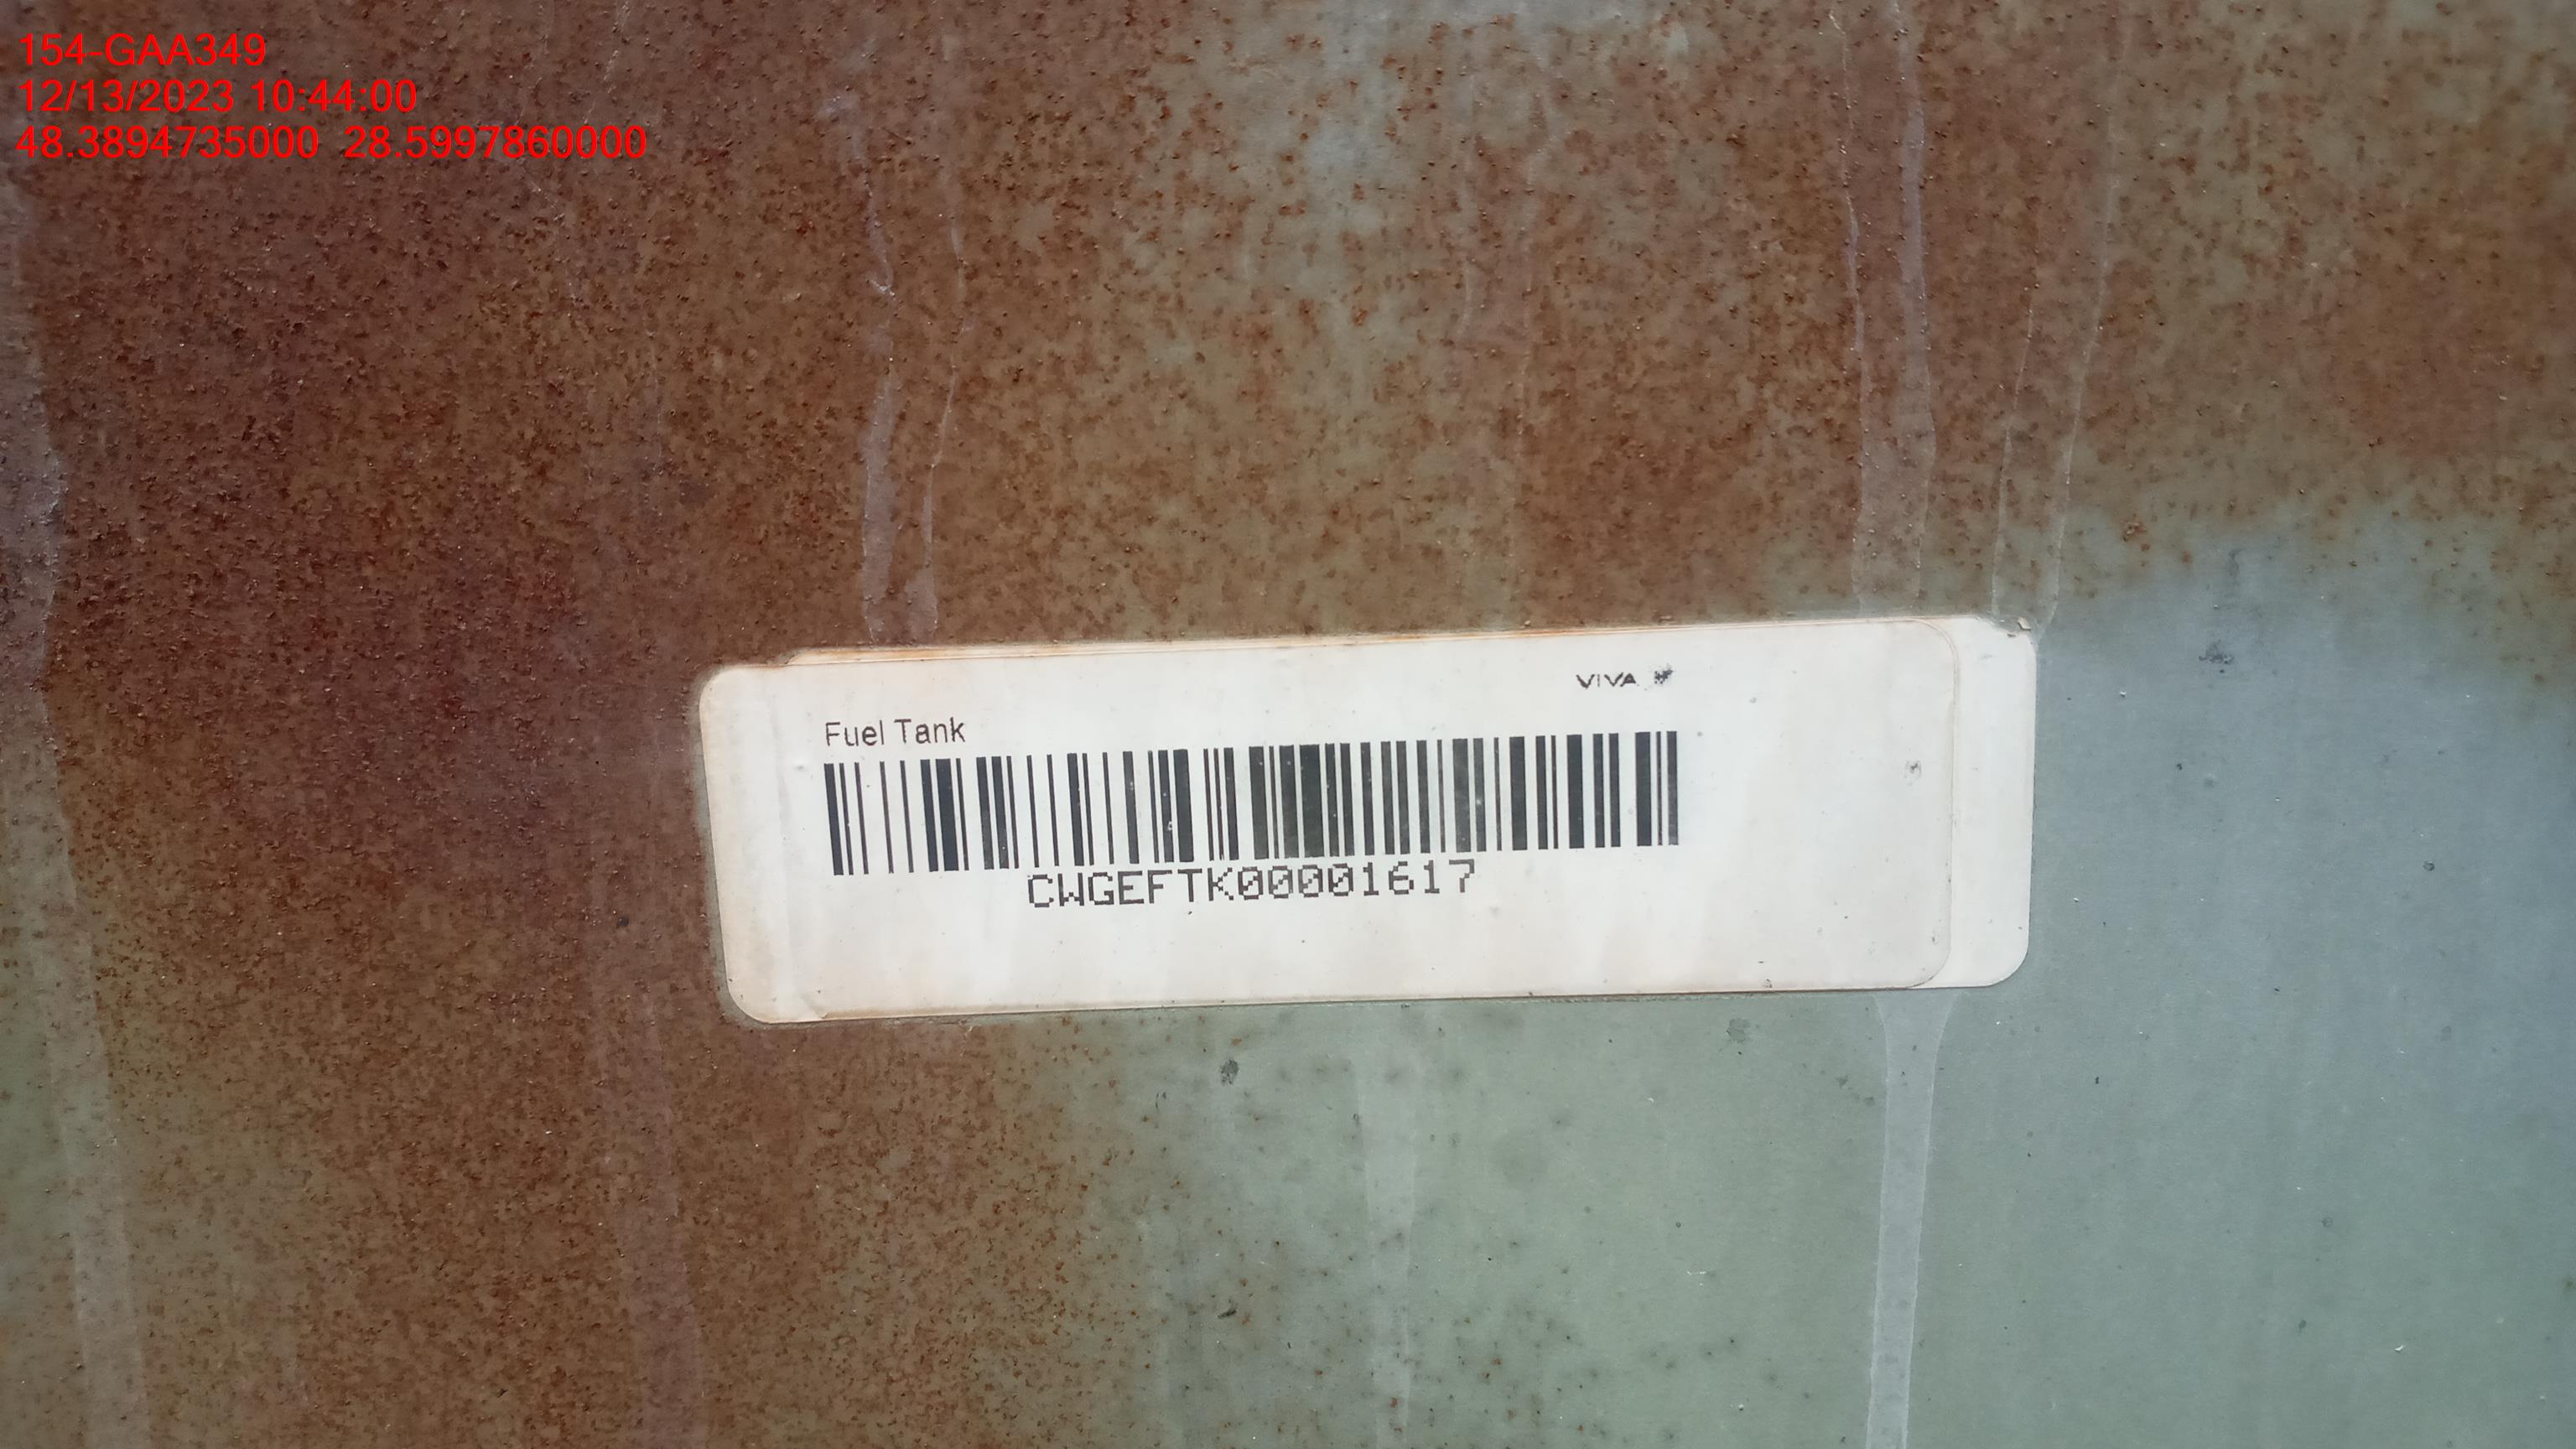 154-GAA349
12/13/2023 10:44:00
48.3894735000 28.5997860000
VIVA
Fuel Tank
CWGEFTK00001617